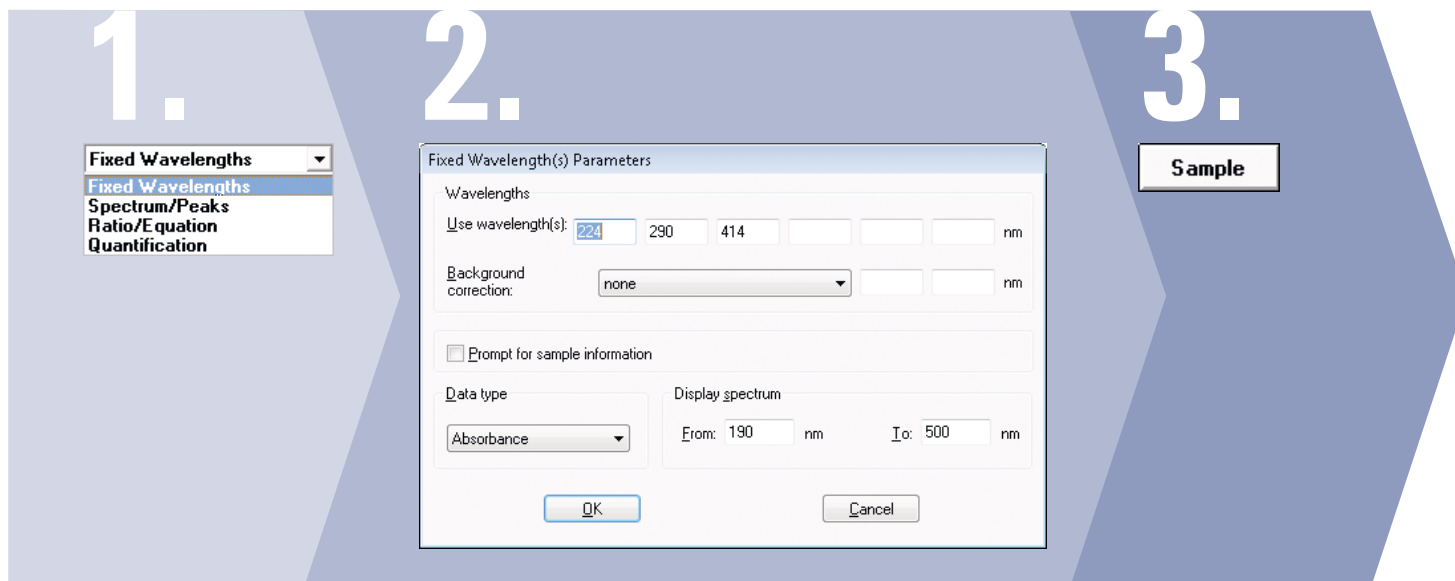 1.
Fixed Wavelengths
Fixed Wavelengths
Spectrum/Peaks
Ratio/Equation
Quantification
2.
Fixed Wavelength(s) Parameters
Wavelengths
Use wavelength(s): 224 290 414 nm
Background
correction: none nm
Prompt for sample information
Data type
Absorbance
Display spectrum
From: 190 nm To: 500 nm
OK Cancel
3.
Sample